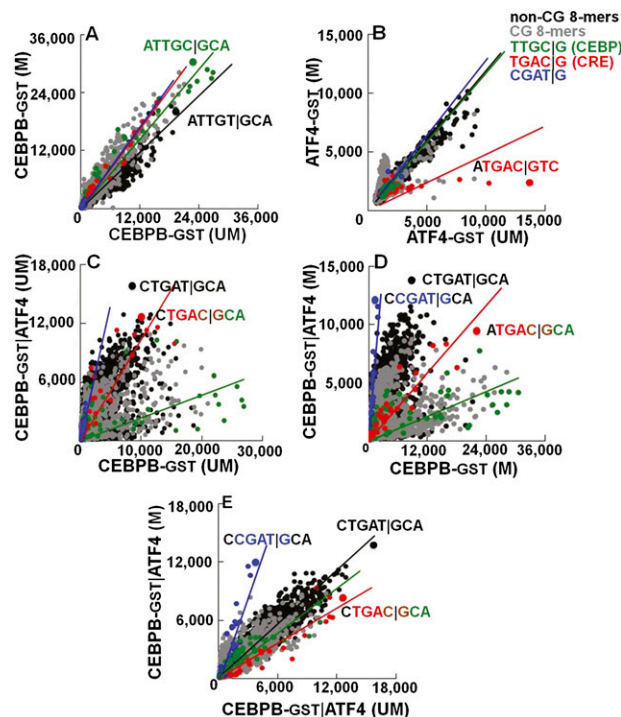 A
36,000
24,000
12,000
CEBPB-GST (M)
ATTGC|GCA
ATTGT|GCA
12,000 24,000 36,000
CEBPB-GST (UM)
B
15,000
10,000
5,000
ATF4-GST (M)
non-CG 8-mers
CG 8-mers
TTGC|G (CEBP)
TGAC|G (CRE)
CGAT|G
ATGAC|GTC
5,000 10,000 15,000
ATF4-GST (UM)
C
18,000
12,000
6,000
CEBPB-GST|ATF4 (M)
CTGAT|GCA
CTGAC|GCA
10,000 20,000 30,000
CEBPB-GST (UM)
D
15,000
10,000
5,000
CEBPB-GST|ATF4 (M)
CTGAT|GCA
CCGAT|GCA
ATGAC|GCA
12,000 24,000 36,000
CEBPB-GST (M)
E
18,000
12,000
6,000
CEBPB-GST|ATF4 (M)
CCGAT|GCA
CTGAT|GCA
CTGAC|GCA
6,000 12,000 18,000
CEBPB-GST|ATF4 (UM)